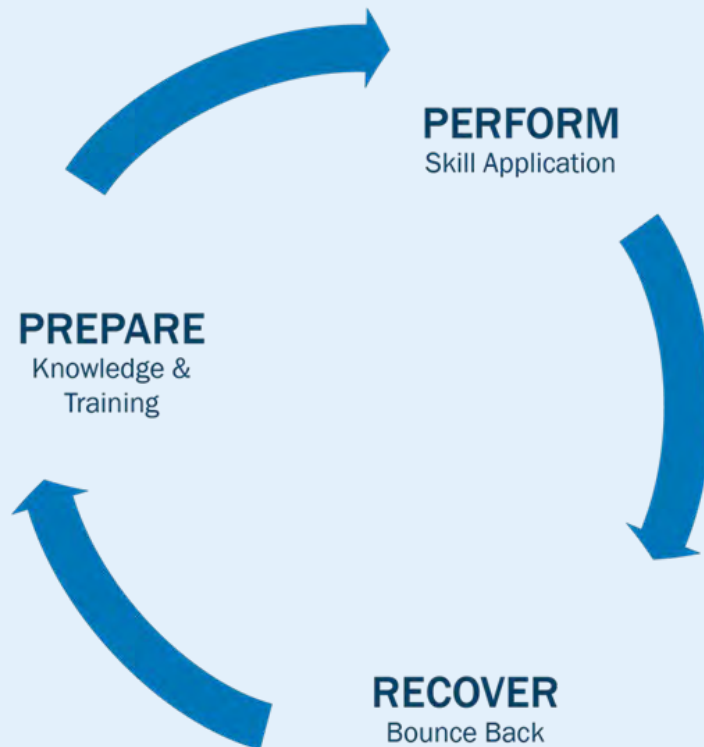 PERFORM
Skill Application
PREPARE
Knowledge &
Training
RECOVER
Bounce Back